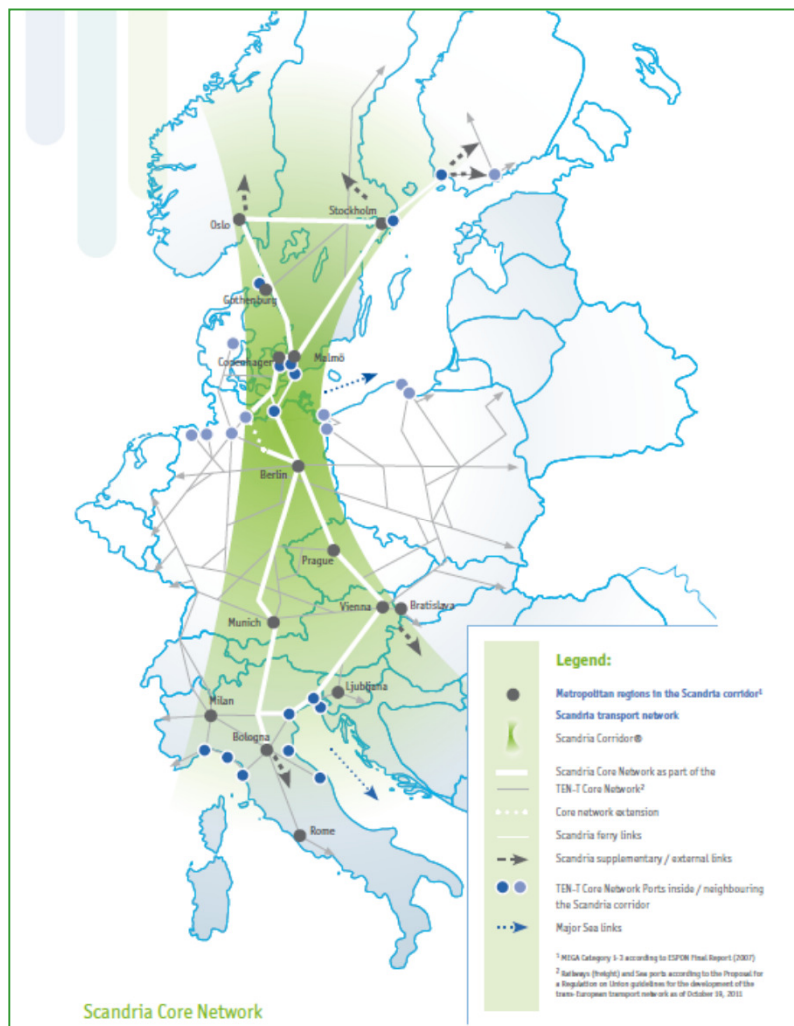 Oslo
Stockholm
Gothenburg
Copenhagen
Malmö
Berlin
Prague
Vienna
Bratislava
Munich
Ljubljana
Milan
Bologna
Rome
Legend:
Metropolitan regions in the Scandria corridor¹
Scandria transport network
Scandria Corridor®
Scandria Core Network as part of the
TEN-T Core Network²
Core network extension
Scandria ferry links
Scandria supplementary / external links
TEN-T Core Network Ports inside / neighbouring
the Scandria corridor
Major Sea links
¹ MEGA Category 1-3 according to ESPON Final Report (2007)
² Railways (freight) and Sea ports according to the Proposal for
a Regulation on Union guidelines for the development of the
trans-European transport network as of October 19, 2011
Scandria Core Network